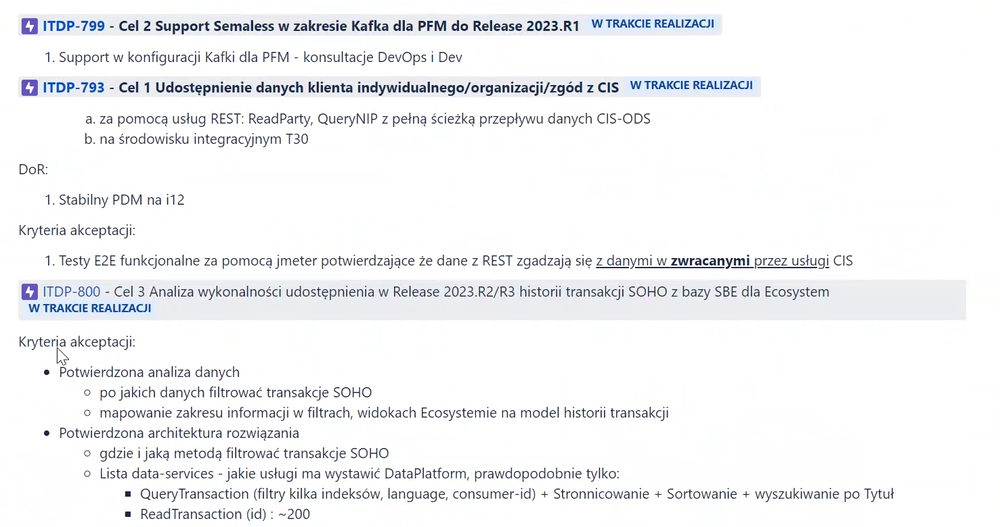 ITDP-799 - Cel 2 Support Semaless w zakresie Kafka dla PFM do Release 2023.R1 W TRAKCIE REALIZACJI
1. Support w konfiguracji Kafki dla PFM - konsultacje DevOps i Dev
ITDP-793 - Cel 1 Udostępnienie danych klienta indywidualnego/organizacji/zgód z CIS W TRAKCIE REALIZACJI
a. za pomocą usług REST: ReadParty, QueryNIP z pełną ścieżką przepływu danych CIS-ODS
b. na środowisku integracyjnym T30
DoR:
1. Stabilny PDM na i12
Kryteria akceptacji:
1. Testy E2E funkcjonalne za pomocą jmeter potwierdzające że dane z REST zgadzają się z danymi w zwracanymi przez usługi CIS
ITDP-800 - Cel 3 Analiza wykonalności udostępnienia w Release 2023.R2/R3 historii transakcji SOHO z bazy SBE dla Ecosystem
W TRAKCIE REALIZACJI
Kryteria akceptacji:
• Potwierdzona analiza danych
○ po jakich danych filtrować transakcje SOHO
○ mapowanie zakresu informacji w filtrach, widokach Ecosystemie na model historii transakcji
• Potwierdzona architektura rozwiązania
○ gdzie i jaką metodą filtrować transakcje SOHO
○ Lista data-services - jakie usługi ma wystawić DataPlatform, prawdopodobnie tylko:
▪ QueryTransaction (filtry kilka indeksów, language, consumer-id) + Stronnicowanie + Sortowanie + wyszukiwanie po Tytuł
▪ ReadTransaction (id) : ~200